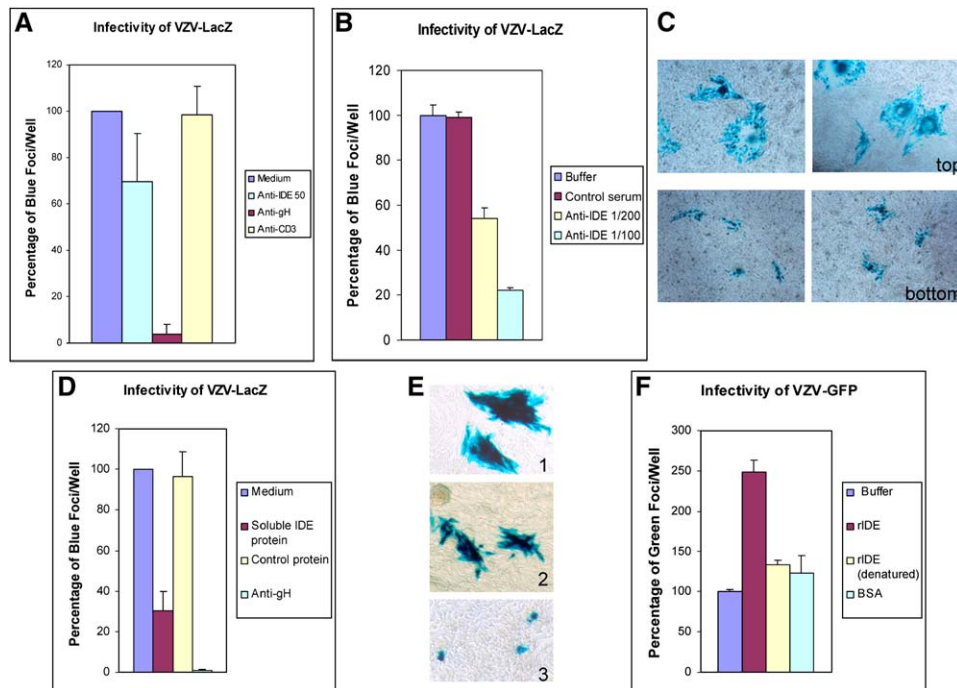 A
Infectivity of VZV-LacZ
Percentage of Blue Foci/Well
120
100
80
60
40
20
0
Medium
Anti-IDE 50
Anti-gH
Anti-CD3
B
Infectivity of VZV-LacZ
Percentage of Blue Foci/Well
120
100
80
60
40
20
0
Buffer
Control serum
Anti-IDE 1/200
Anti-IDE 1/100
C
top
bottom
D
Infectivity of VZV-LacZ
Percentage of Blue Foci/Well
120
100
80
60
40
20
0
Medium
Soluble IDE
protein
Control protein
Anti-gH
E
1
2
3
F
Infectivity of VZV-GFP
Percentage of Green Foci/Well
300
250
200
150
100
50
0
Buffer
rIDE
rIDE
(denatured)
BSA